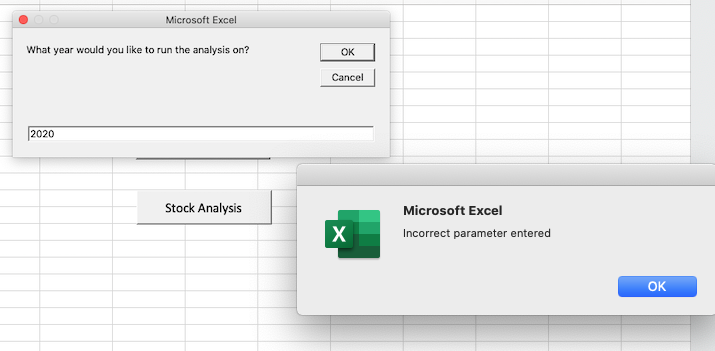 Microsoft Excel
What year would you like to run the analysis on?
OK
Cancel
2020
Stock Analysis
X
Microsoft Excel
Incorrect parameter entered
OK